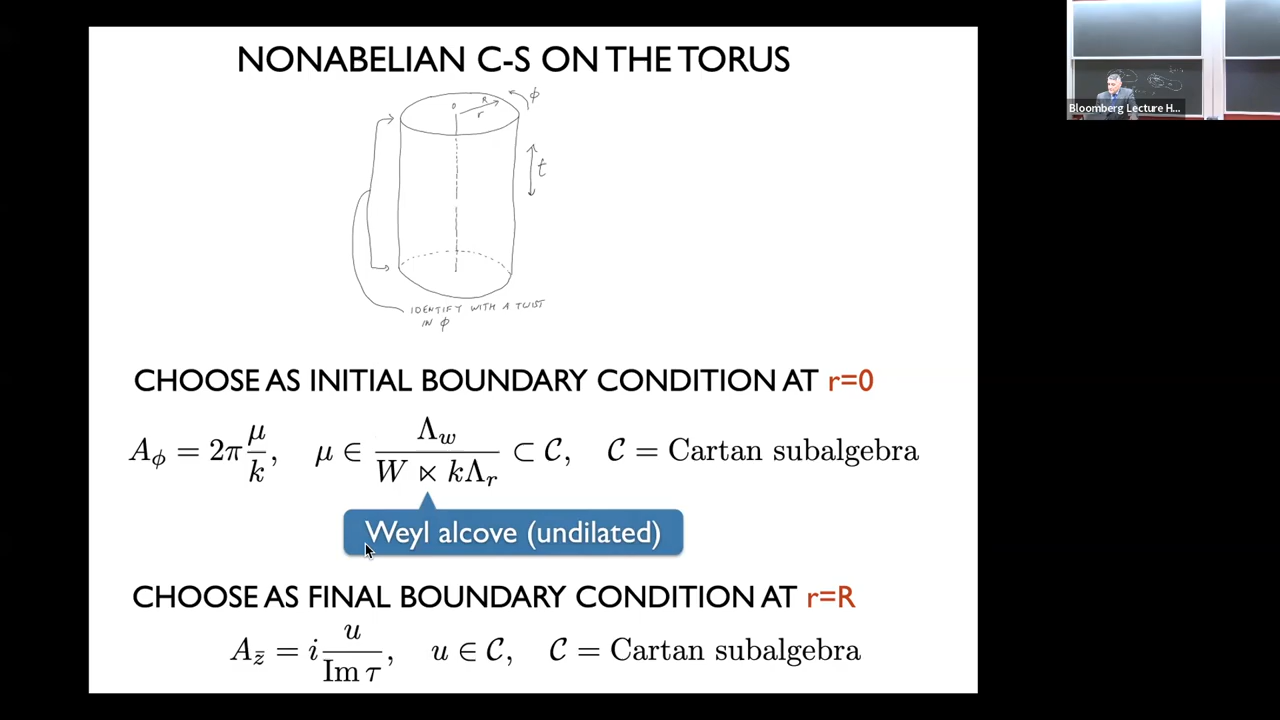 NONABELIAN C-S ON THE TORUS
0
R
r
ϕ
t
IDENTIFY WITH A TWIST
IN ϕ
CHOOSE AS INITIAL BOUNDARY CONDITION AT r=0
A_ϕ = 2π μ/k, μ ∈ Λ_w / (W ⋉ kΛ_r) ⊂ 𝒞, 𝒞 = Cartan subalgebra
Weyl alcove (undilated)
CHOOSE AS FINAL BOUNDARY CONDITION AT r=R
A_z̄ = i u/(Im τ), u ∈ 𝒞, 𝒞 = Cartan subalgebra
Bloomberg Lecture H...